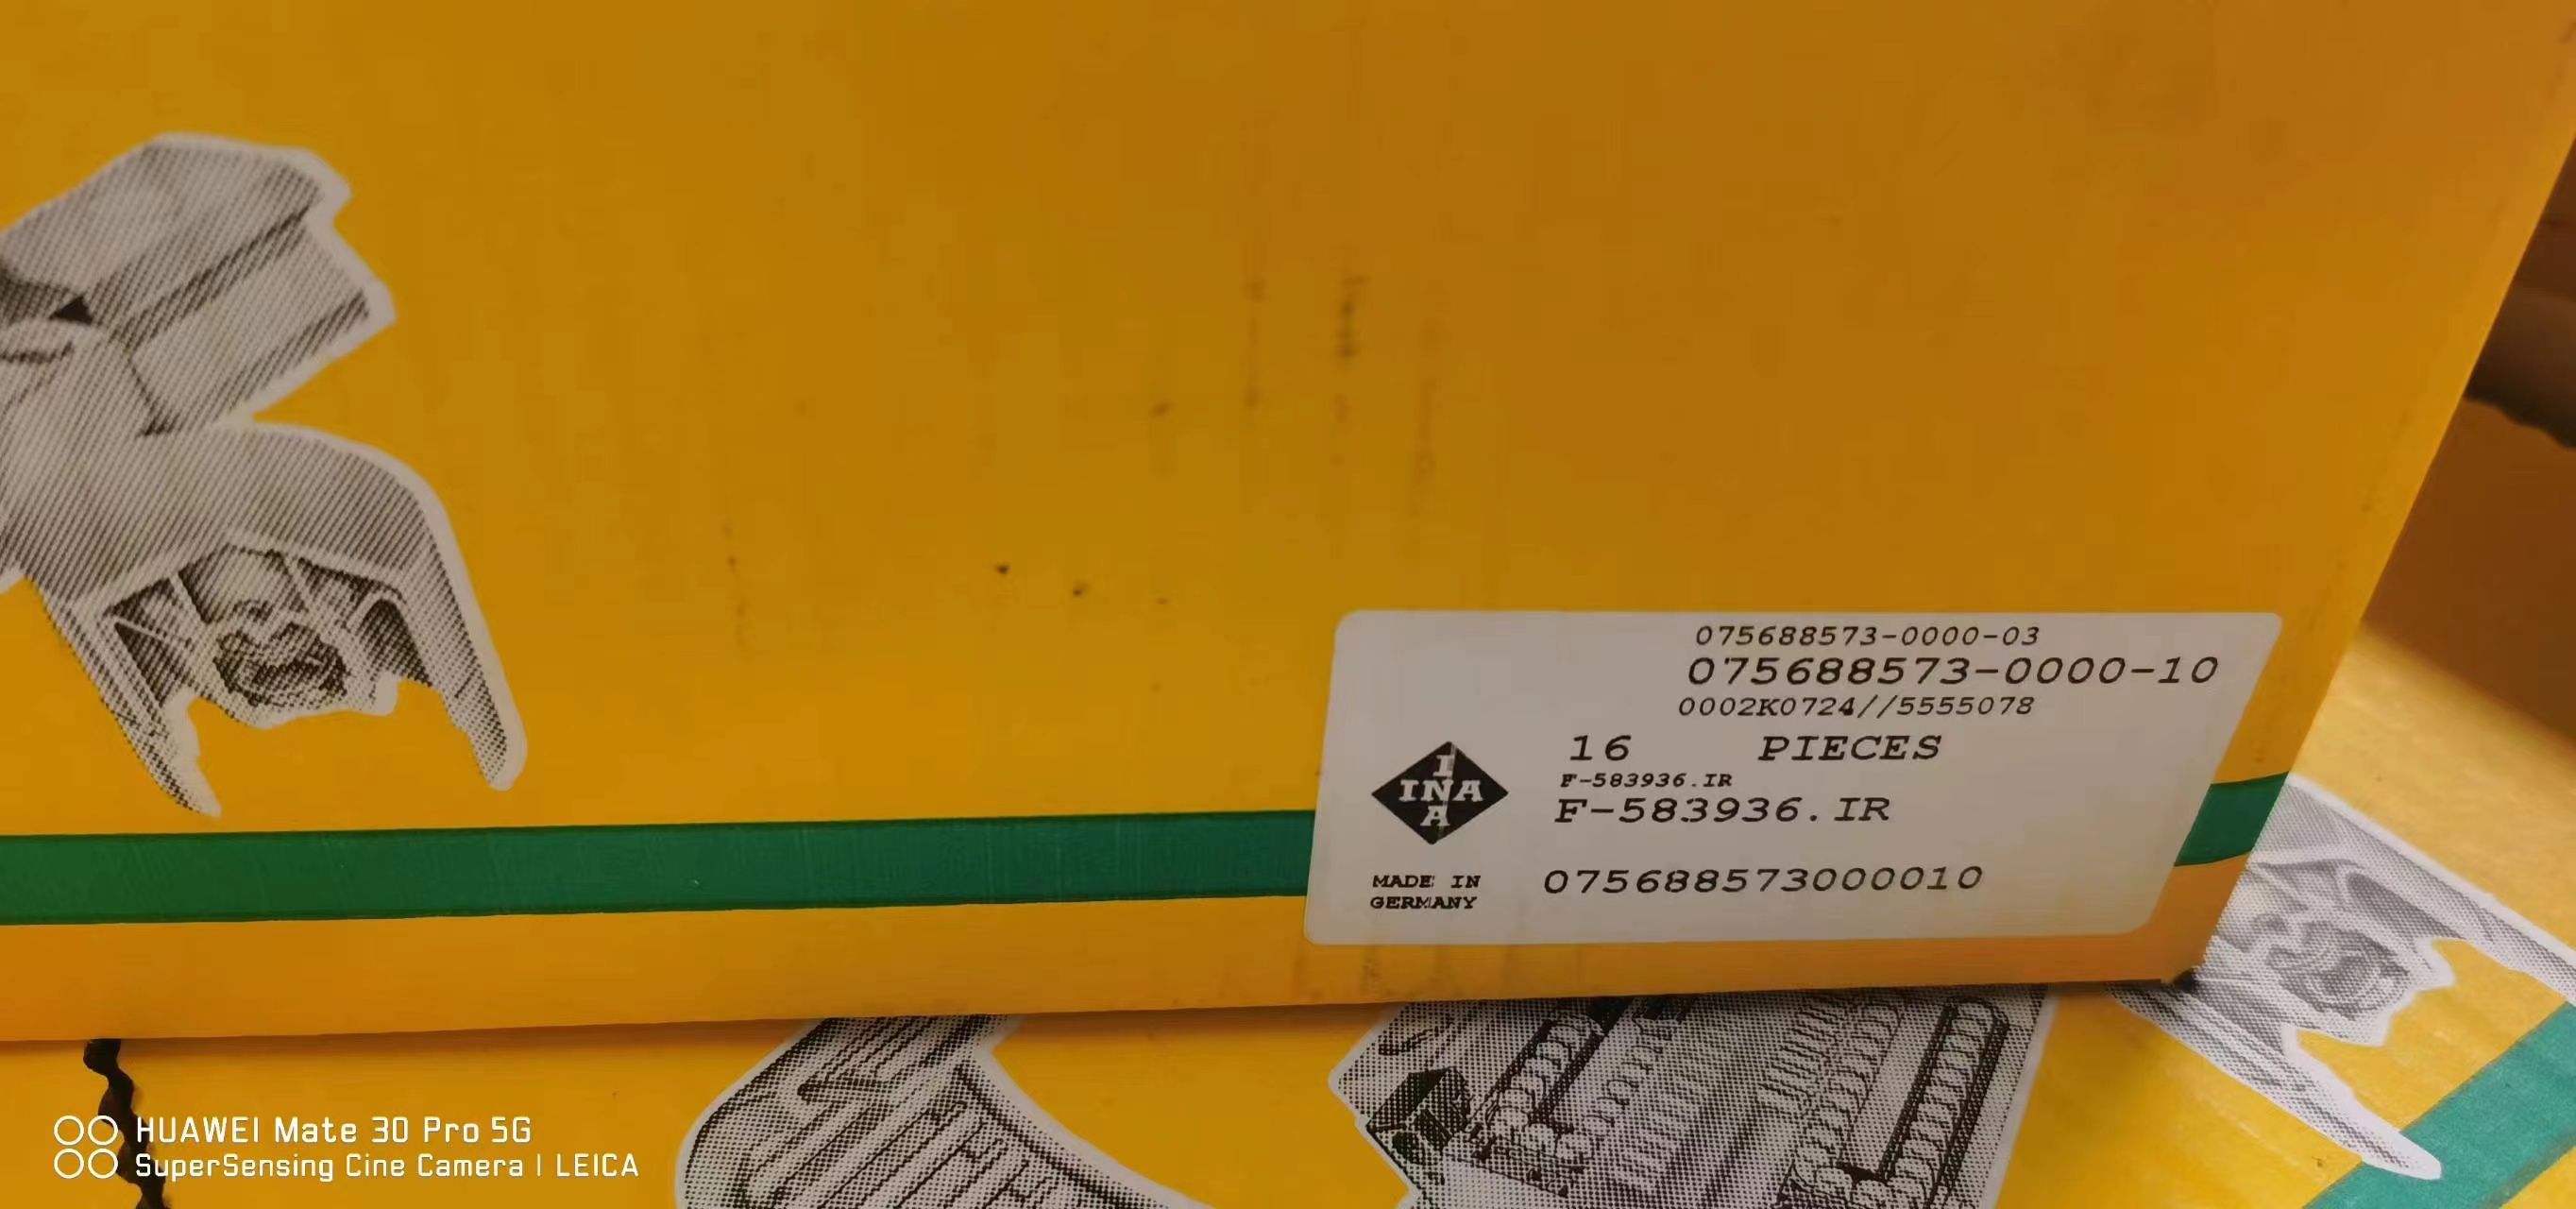 075688573-0000-03
075688573-0000-10
0002K0724//5555078
16 PIECES
F-583936.IR
F-583936.IR
I
INA
A
MADE IN
GERMANY
075688573000010
HUAWEI Mate 30 Pro 5G
SuperSensing Cine Camera | LEICA